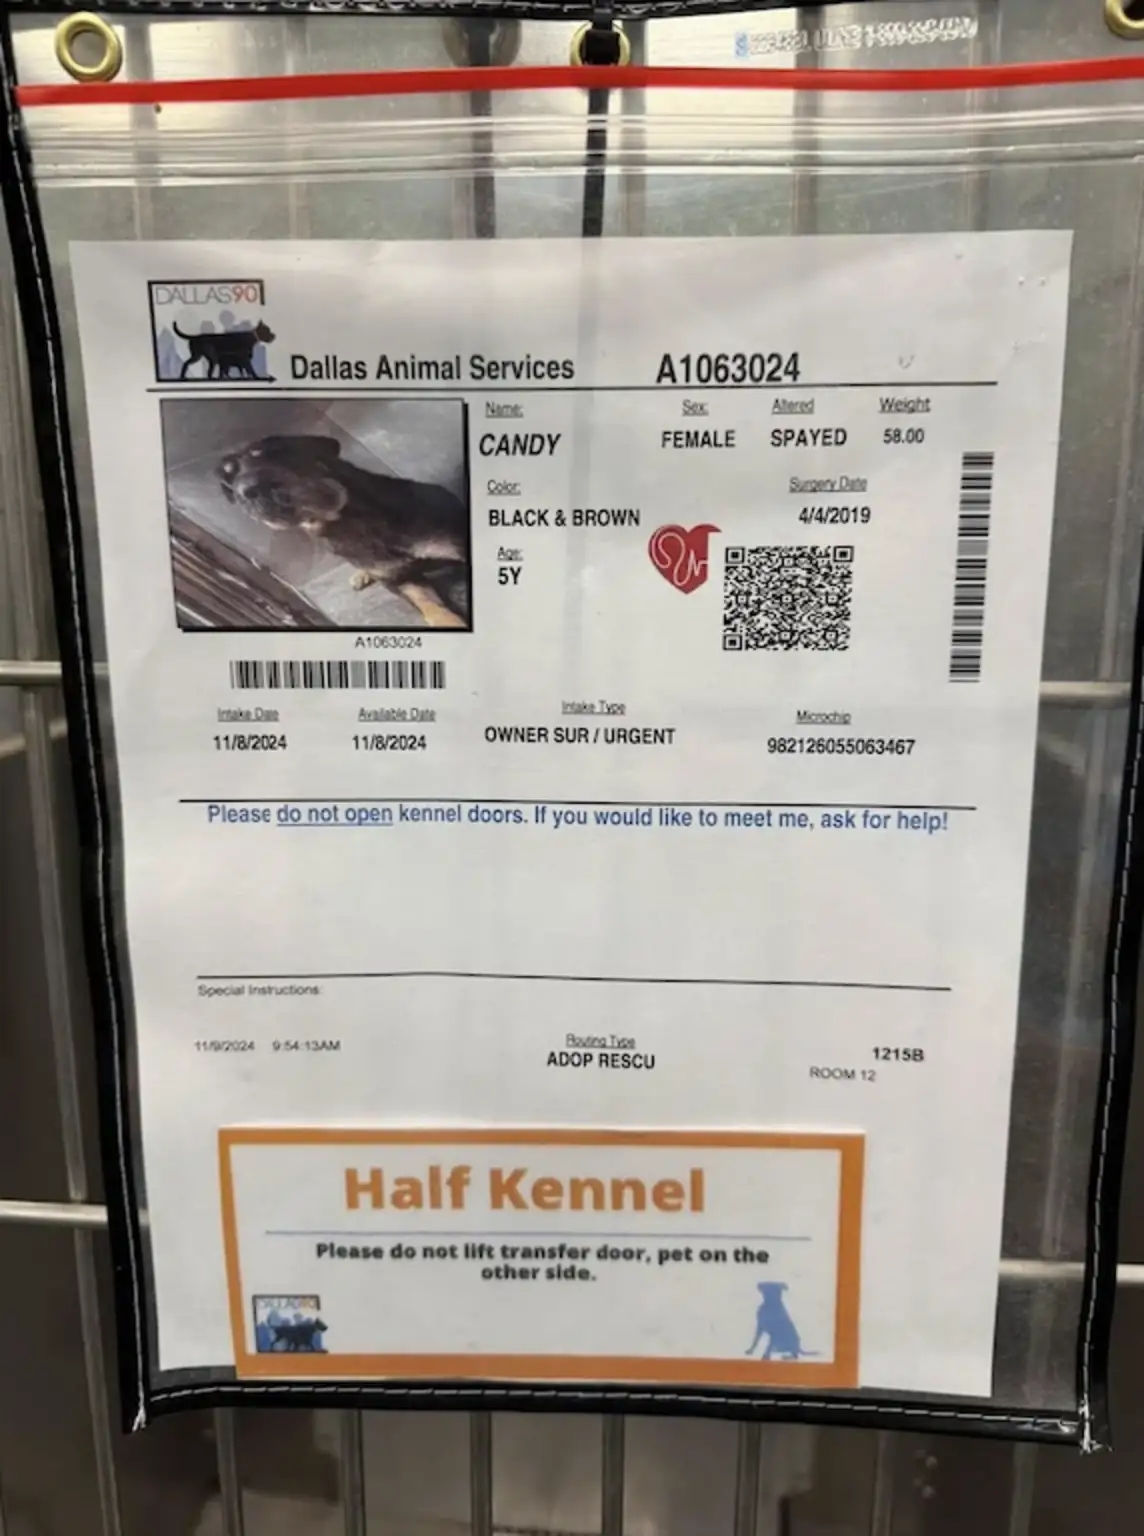 DALLAS90
Dallas Animal Services A1063024
Name: Sex: Altered Weight
CANDY FEMALE SPAYED 58.00
Color: Surgery Date
BLACK & BROWN 4/4/2019
Age:
5Y
A1063024
Intake Date Available Date Intake Type Microchip
11/8/2024 11/8/2024 OWNER SUR / URGENT 982126055063467
Please do not open kennel doors. If you would like to meet me, ask for help!
Special Instructions:
11/9/2024 9:54:13AM Routing Type 1215B
ADOP RESCU ROOM 12
Half Kennel
Please do not lift transfer door, pet on the
other side.
DALLAS90